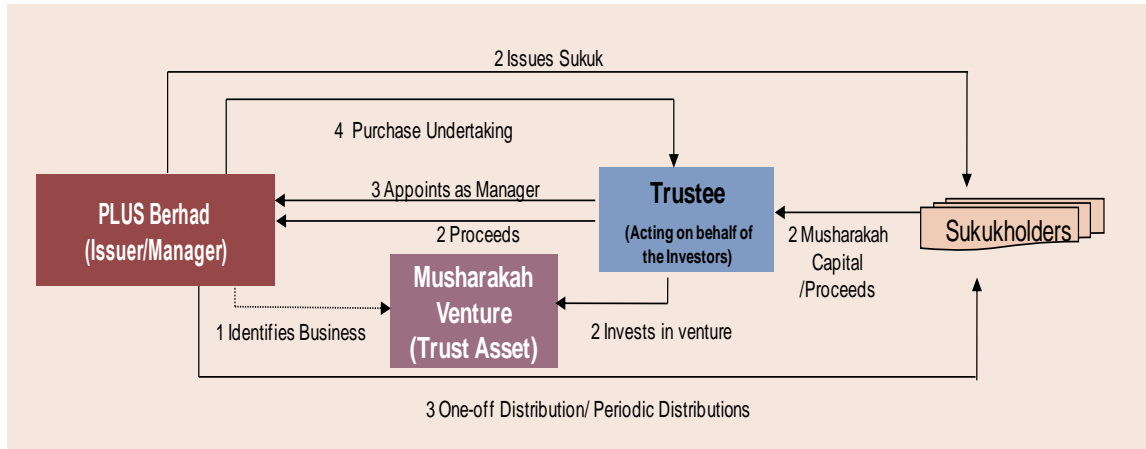 2 Issues Sukuk
4 Purchase Undertaking
3 Appoints as Manager
PLUS Berhad
(Issuer/Manager)
2 Proceeds
Trustee
(Acting on behalf of
the Investors)
2 Musharakah
Capital
/Proceeds
Sukukholders
1 Identifies Business
Musharakah
Venture
(Trust Asset)
2 Invests in venture
3 One-off Distribution/ Periodic Distributions